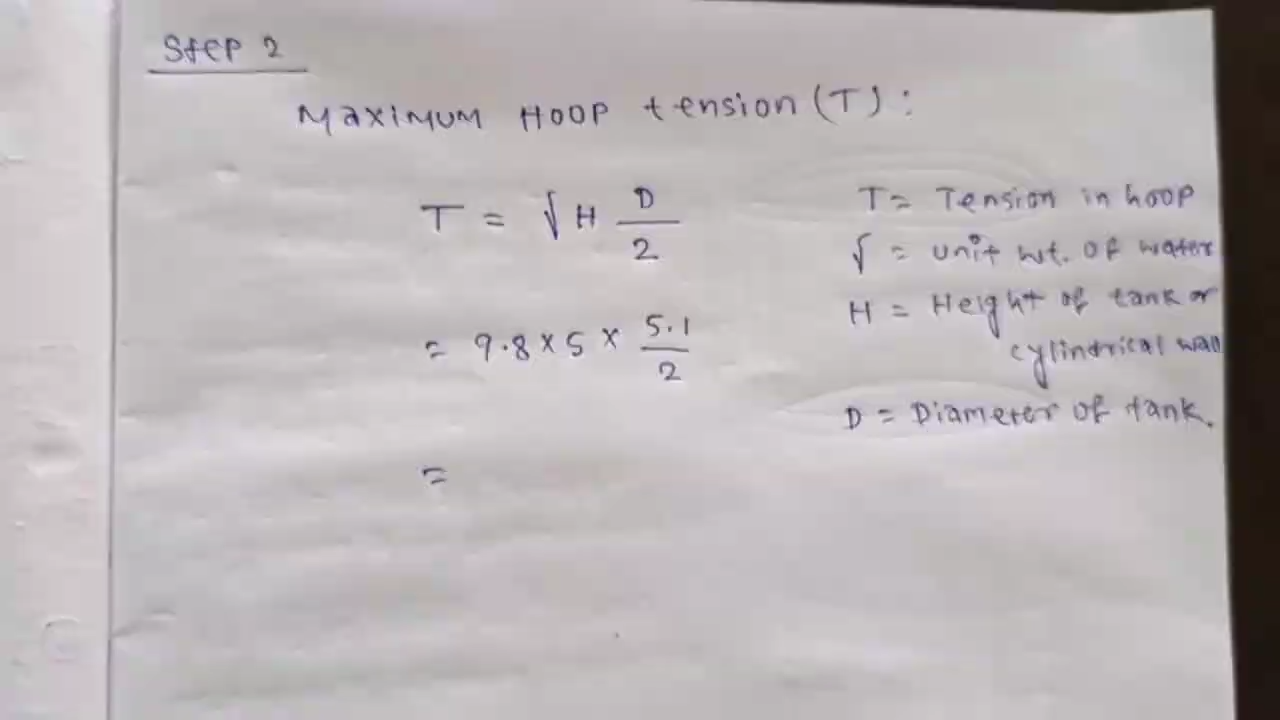 Step 2
Maximum Hoop tension (T) :
T = √ H D/2
= 9.8 × 5 × 5.1/2
=
T = Tension in hoop
√ = unit wt. of water
H = Height of tank or
cylindrical wall
D = Diameter of tank.